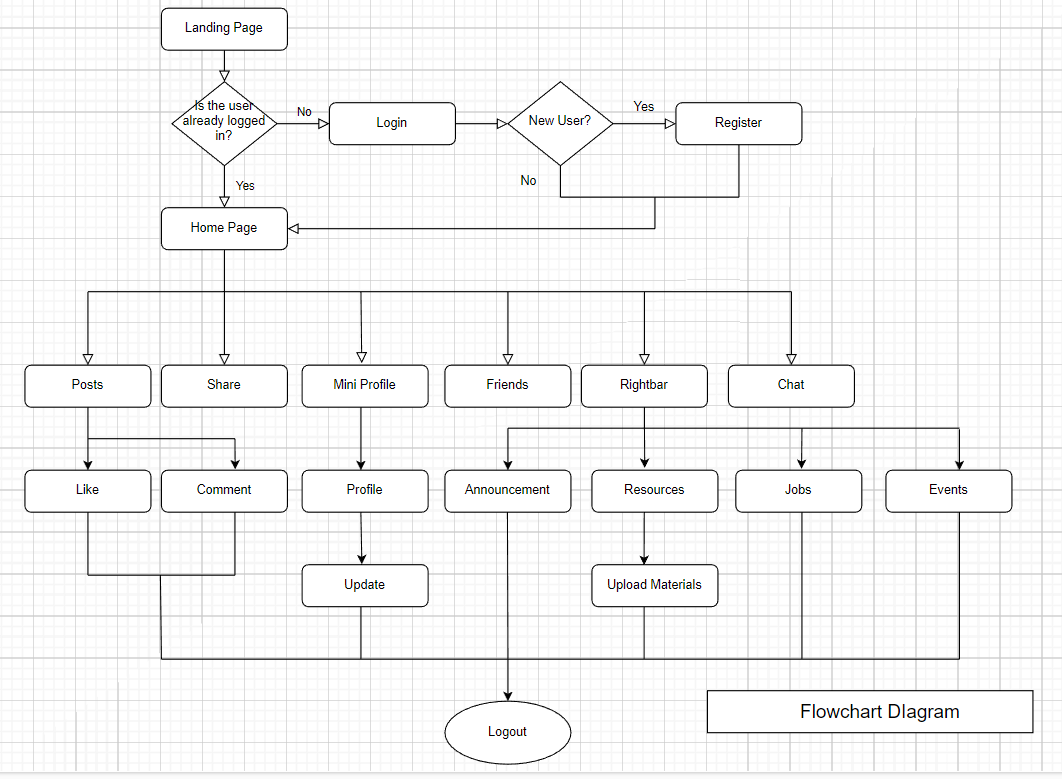 Landing Page
Is the user
already logged
in?
No
Login
New User?
Yes
Register
Yes
No
Home Page
Posts
Share
Mini Profile
Friends
Rightbar
Chat
Like
Comment
Profile
Announcement
Resources
Jobs
Events
Update
Upload Materials
Logout
Flowchart DIagram